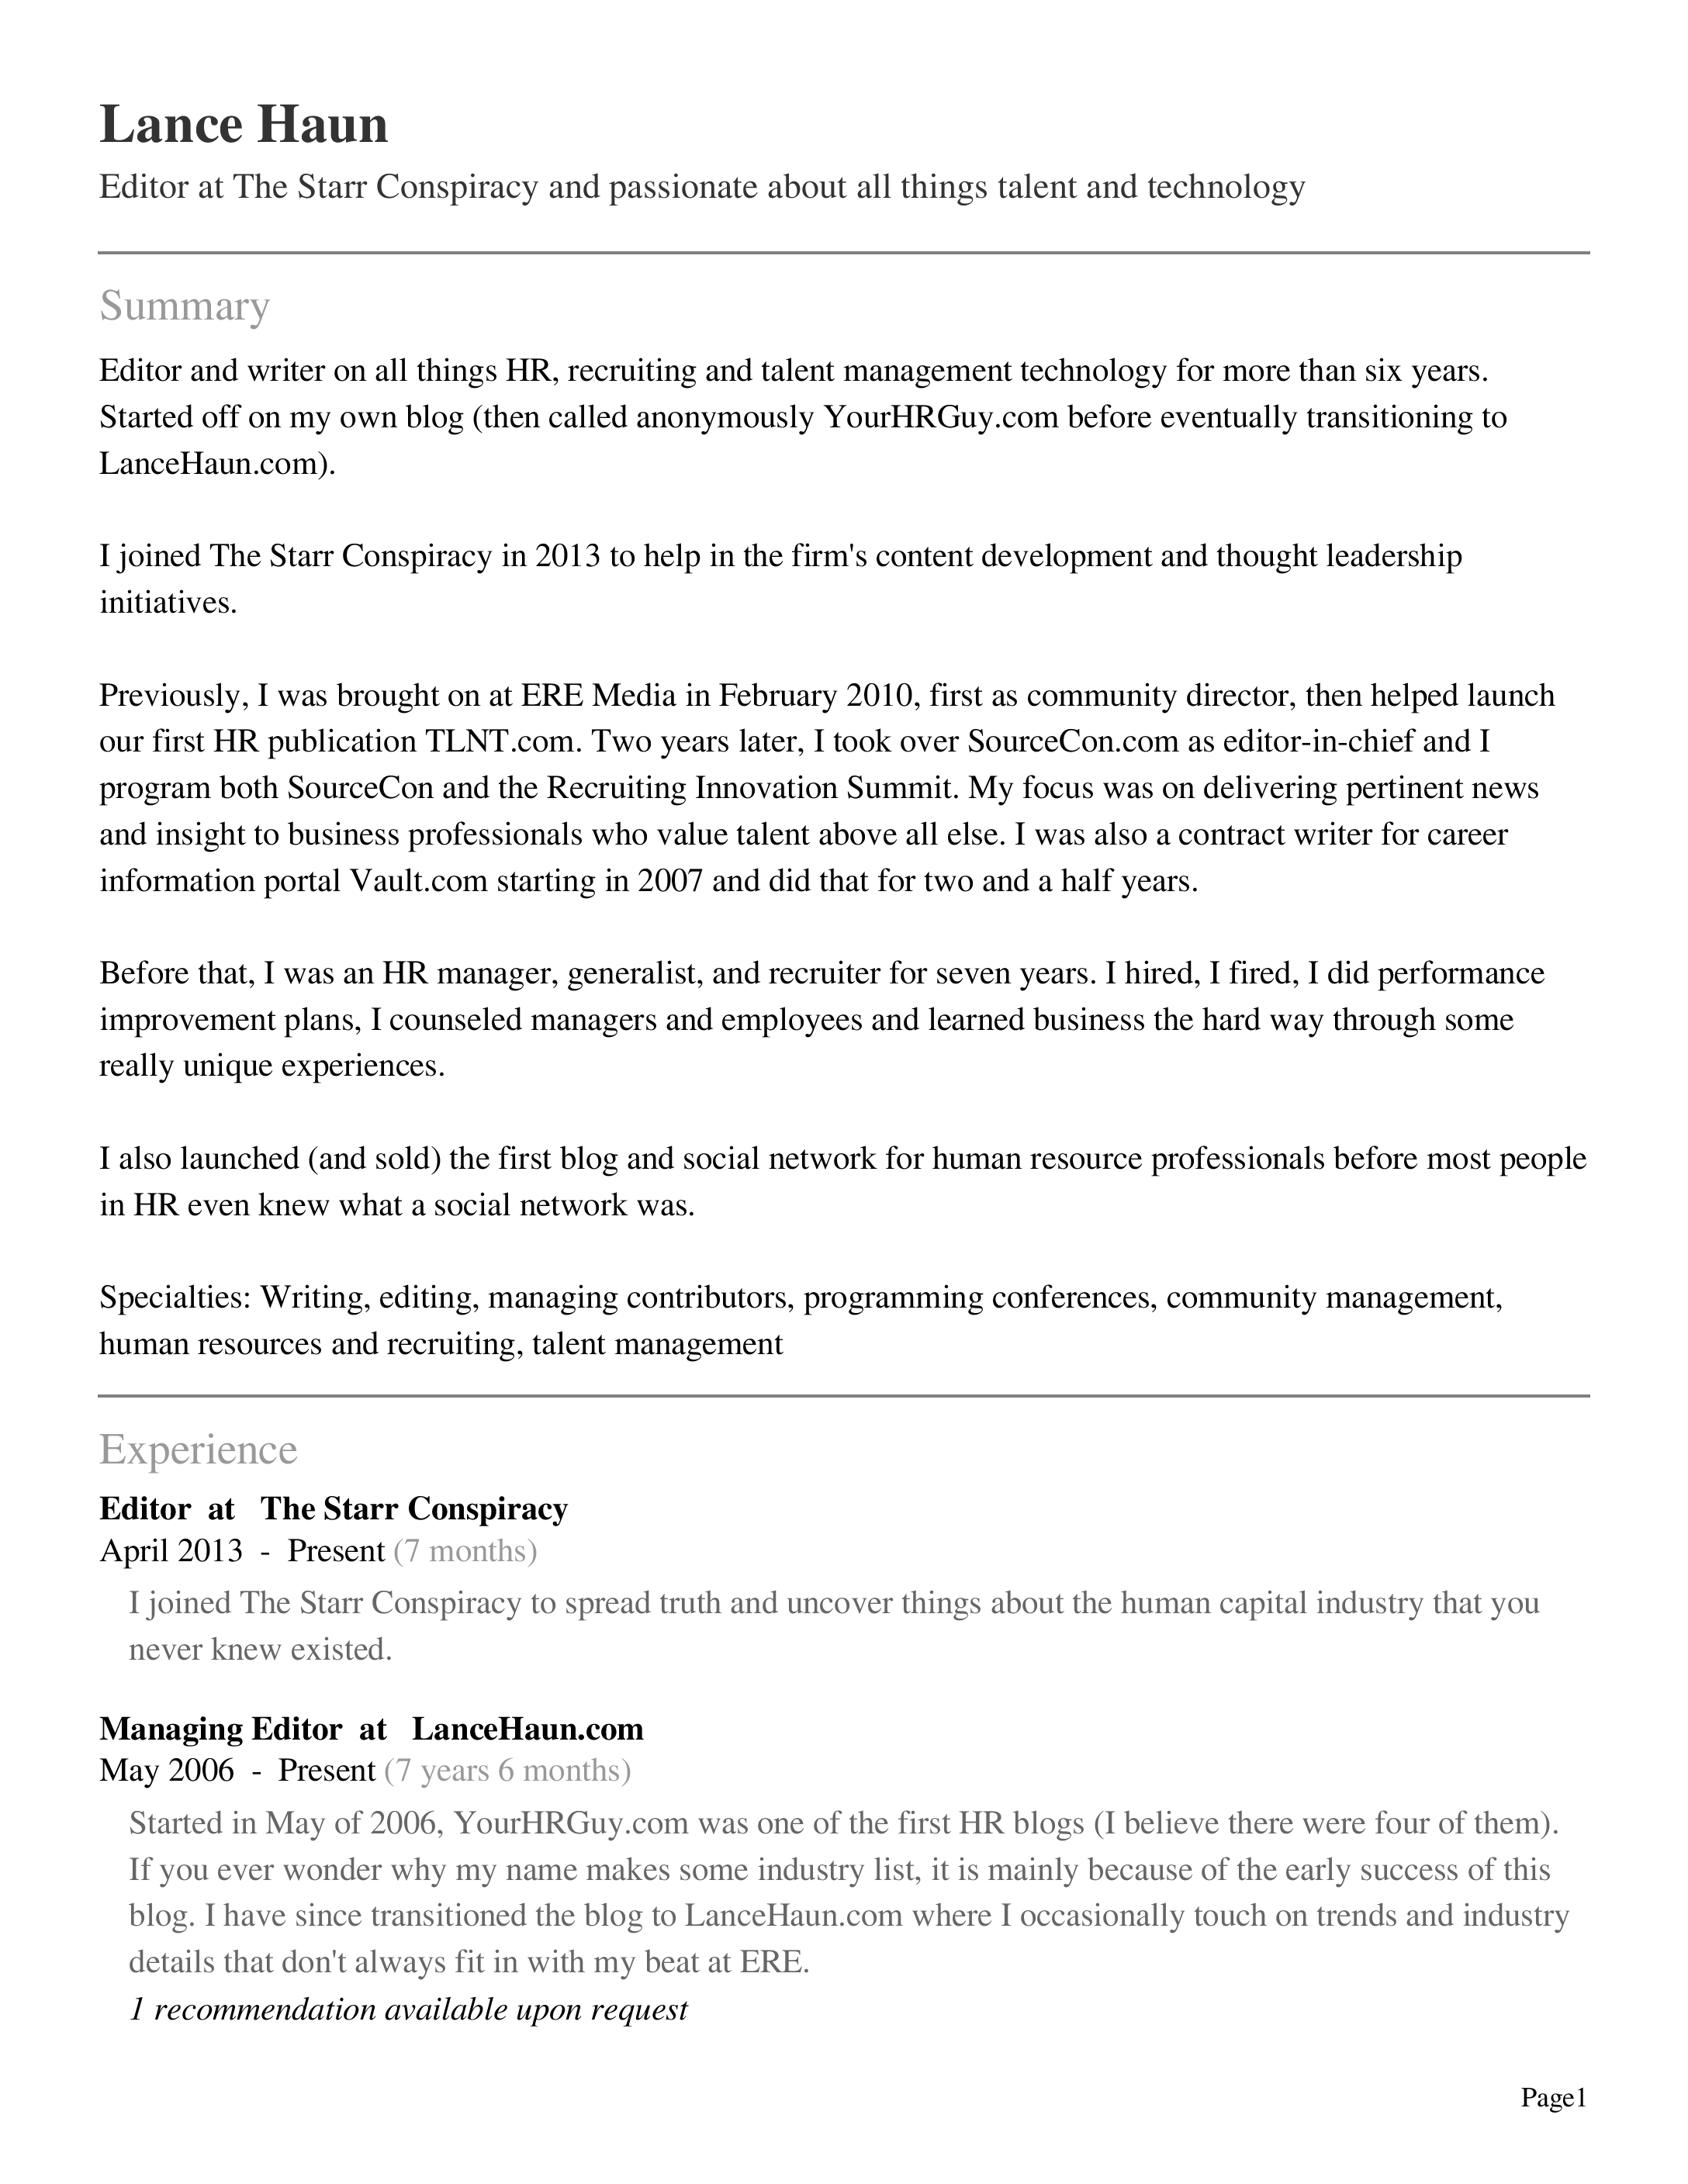 Lance Haun
Editor at The Starr Conspiracy and passionate about all things talent and technology
Summary
Editor and writer on all things HR, recruiting and talent management technology for more than six years.
Started off on my own blog (then called anonymously YourHRGuy.com before eventually transitioning to
LanceHaun.com).
I joined The Starr Conspiracy in 2013 to help in the firm's content development and thought leadership
initiatives.
Previously, I was brought on at ERE Media in February 2010, first as community director, then helped launch
our first HR publication TLNT.com. Two years later, I took over SourceCon.com as editor-in-chief and I
program both SourceCon and the Recruiting Innovation Summit. My focus was on delivering pertinent news
and insight to business professionals who value talent above all else. I was also a contract writer for career
information portal Vault.com starting in 2007 and did that for two and a half years.
Before that, I was an HR manager, generalist, and recruiter for seven years. I hired, I fired, I did performance
improvement plans, I counseled managers and employees and learned business the hard way through some
really unique experiences.
I also launched (and sold) the first blog and social network for human resource professionals before most people
in HR even knew what a social network was.
Specialties: Writing, editing, managing contributors, programming conferences, community management,
human resources and recruiting, talent management
Experience
Editor at The Starr Conspiracy
April 2013 - Present (7 months)
I joined The Starr Conspiracy to spread truth and uncover things about the human capital industry that you
never knew existed.
Managing Editor at LanceHaun.com
May 2006 - Present (7 years 6 months)
Started in May of 2006, YourHRGuy.com was one of the first HR blogs (I believe there were four of them).
If you ever wonder why my name makes some industry list, it is mainly because of the early success of this
blog. I have since transitioned the blog to LanceHaun.com where I occasionally touch on trends and industry
details that don't always fit in with my beat at ERE.
1 recommendation available upon request
Page1